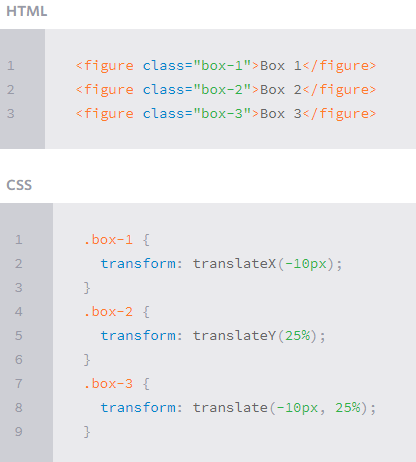 HTML
1 <figure class="box-1">Box 1</figure>
2 <figure class="box-2">Box 2</figure>
3 <figure class="box-3">Box 3</figure>
CSS
1 .box-1 {
2 transform: translateX(-10px);
3 }
4 .box-2 {
5 transform: translateY(25%);
6 }
7 .box-3 {
8 transform: translate(-10px, 25%);
9 }